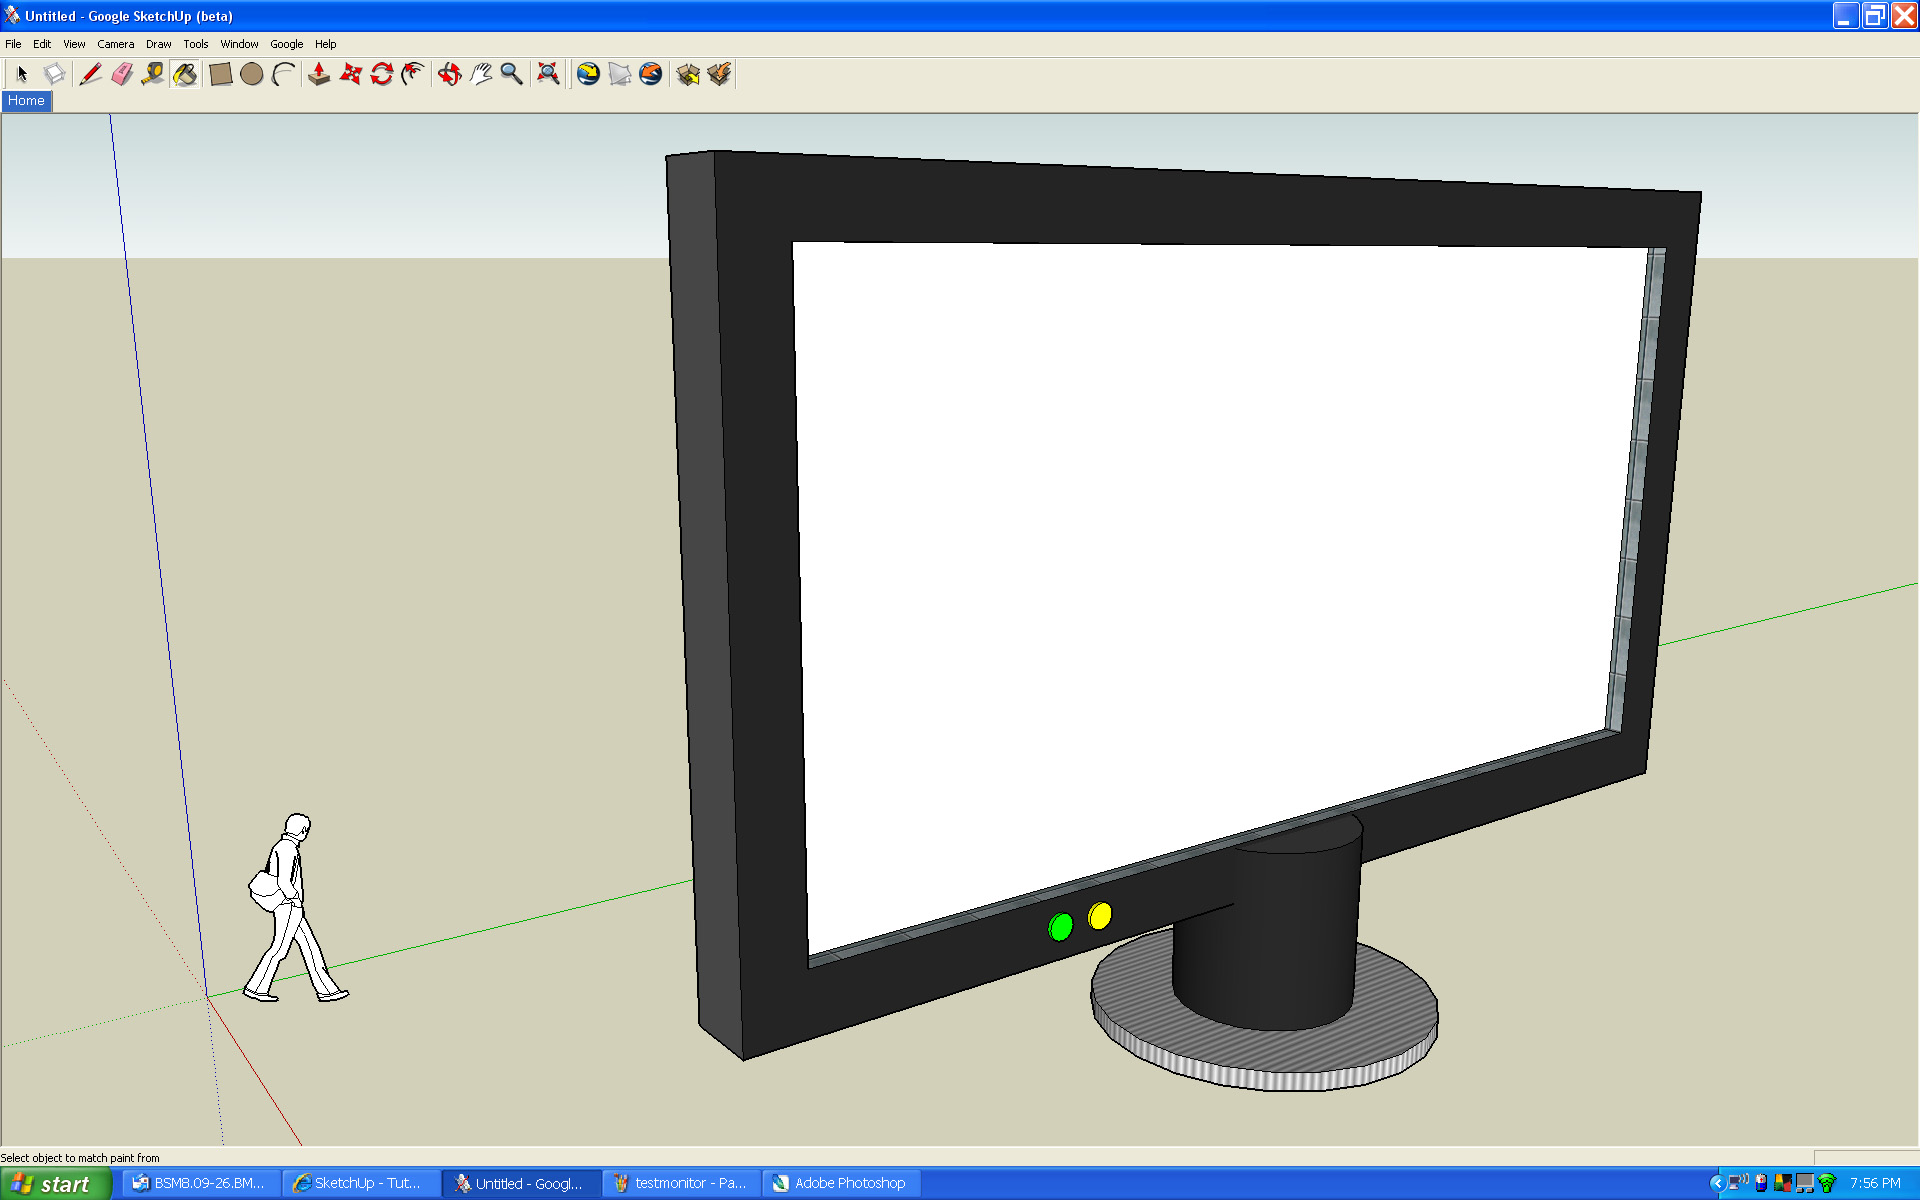 Untitled - Google SketchUp (beta)
File Edit View Camera Draw Tools Window Google Help
Home
Select object to match paint from
start BSM8.09-26.BM... SketchUp - Tut... Untitled - Googl... testmonitor - Pa... Adobe Photoshop 7:56 PM